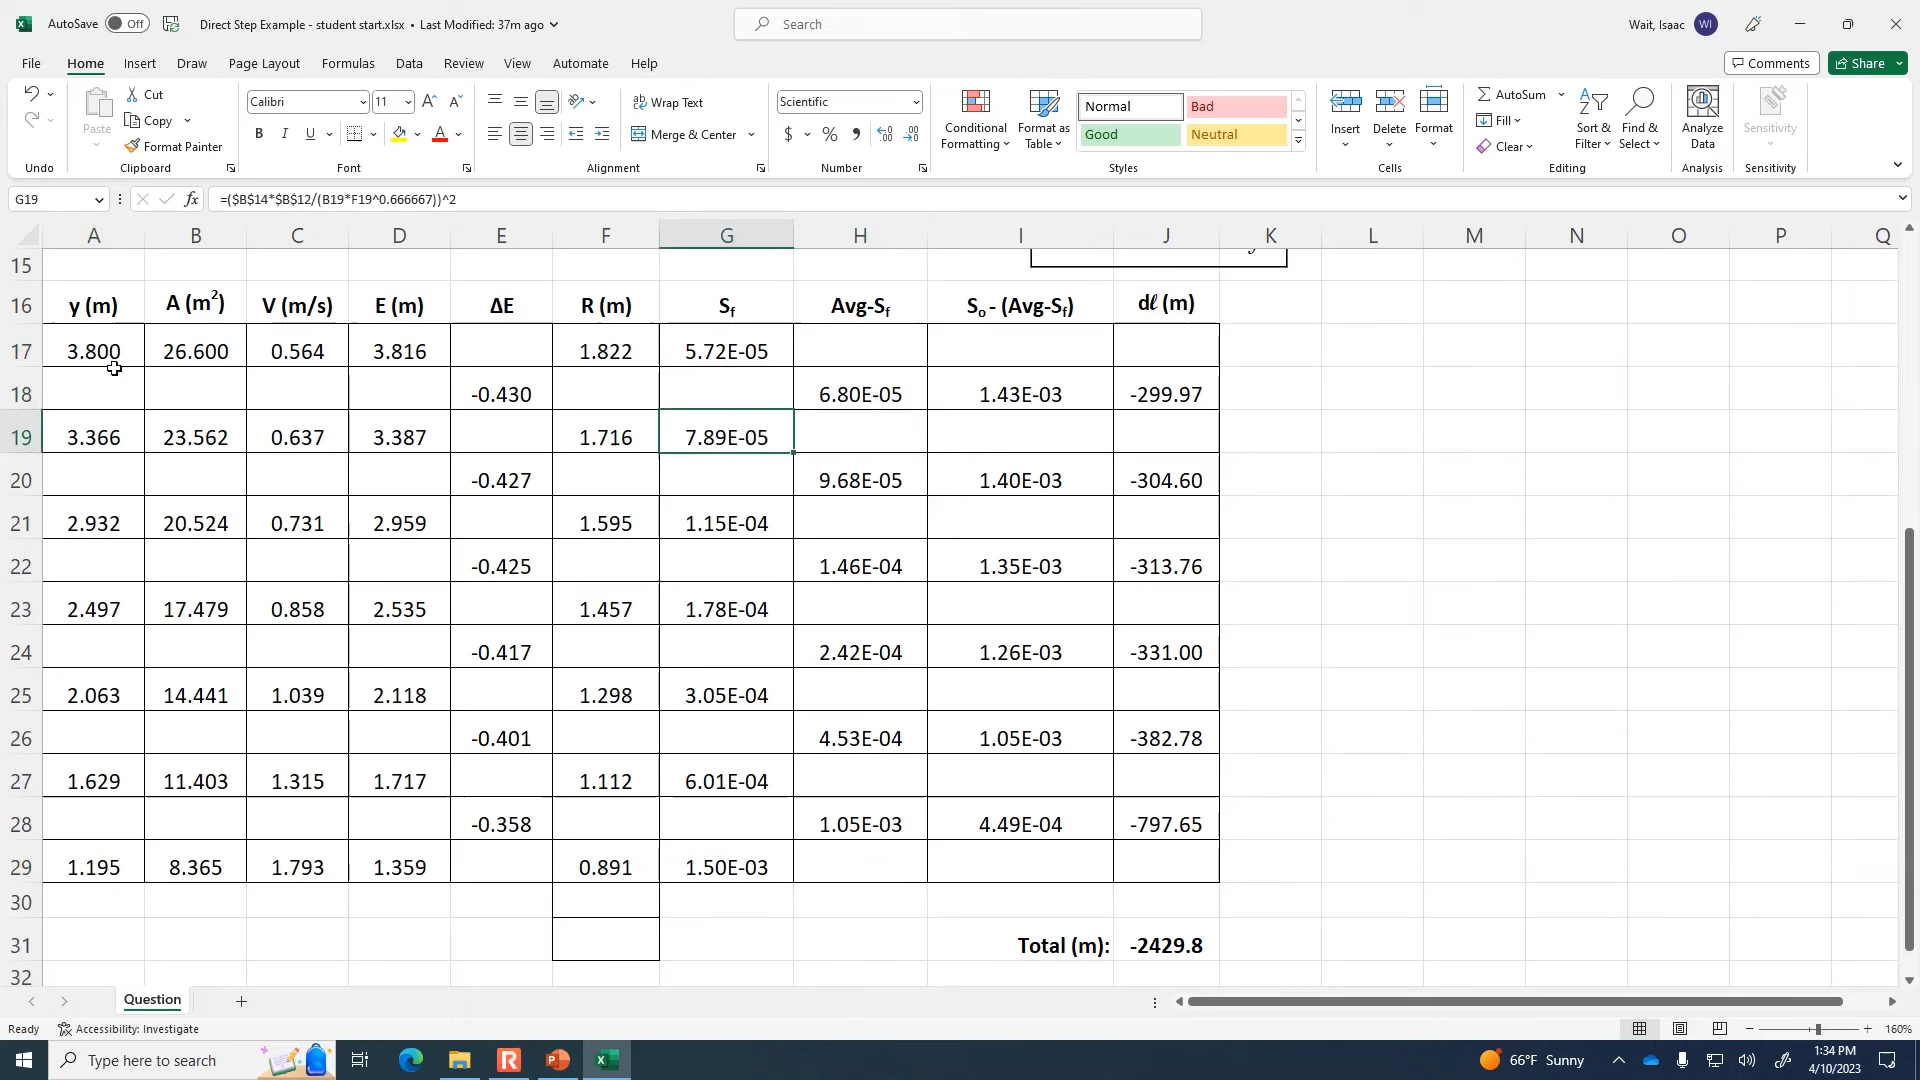 AutoSave Off Direct Step Example - student start.xlsx • Last Modified: 37m ago Search Wait, Isaac WI
File Home Insert Draw Page Layout Formulas Data Review View Automate Help Comments Share
Paste Cut Copy Format Painter
Calibri 11 B I U A
Wrap Text Merge & Center
Scientific $ % 9
Conditional Formatting Format as Table Normal Bad Good Neutral
Insert Delete Format
AutoSum Fill Clear Sort & Filter Find & Select Analyze Data Sensitivity
Undo Clipboard Font Alignment Number Styles Cells Editing Analysis Sensitivity
G19 fx =($B$14*$B$12/(B19*F19^0.666667))^2
A B C D E F G H I J K L M N O P Q
15
16 y (m) A (m2) V (m/s) E (m) ΔE R (m) Sf Avg-Sf So - (Avg-Sf) dℓ (m)
17 3.800 26.600 0.564 3.816 1.822 5.72E-05
18 -0.430 6.80E-05 1.43E-03 -299.97
19 3.366 23.562 0.637 3.387 1.716 7.89E-05
20 -0.427 9.68E-05 1.40E-03 -304.60
21 2.932 20.524 0.731 2.959 1.595 1.15E-04
22 -0.425 1.46E-04 1.35E-03 -313.76
23 2.497 17.479 0.858 2.535 1.457 1.78E-04
24 -0.417 2.42E-04 1.26E-03 -331.00
25 2.063 14.441 1.039 2.118 1.298 3.05E-04
26 -0.401 4.53E-04 1.05E-03 -382.78
27 1.629 11.403 1.315 1.717 1.112 6.01E-04
28 -0.358 1.05E-03 4.49E-04 -797.65
29 1.195 8.365 1.793 1.359 0.891 1.50E-03
30
31 Total (m): -2429.8
32
Question
Ready Accessibility: Investigate 160%
Type here to search 66°F Sunny 1:34 PM
4/10/2023